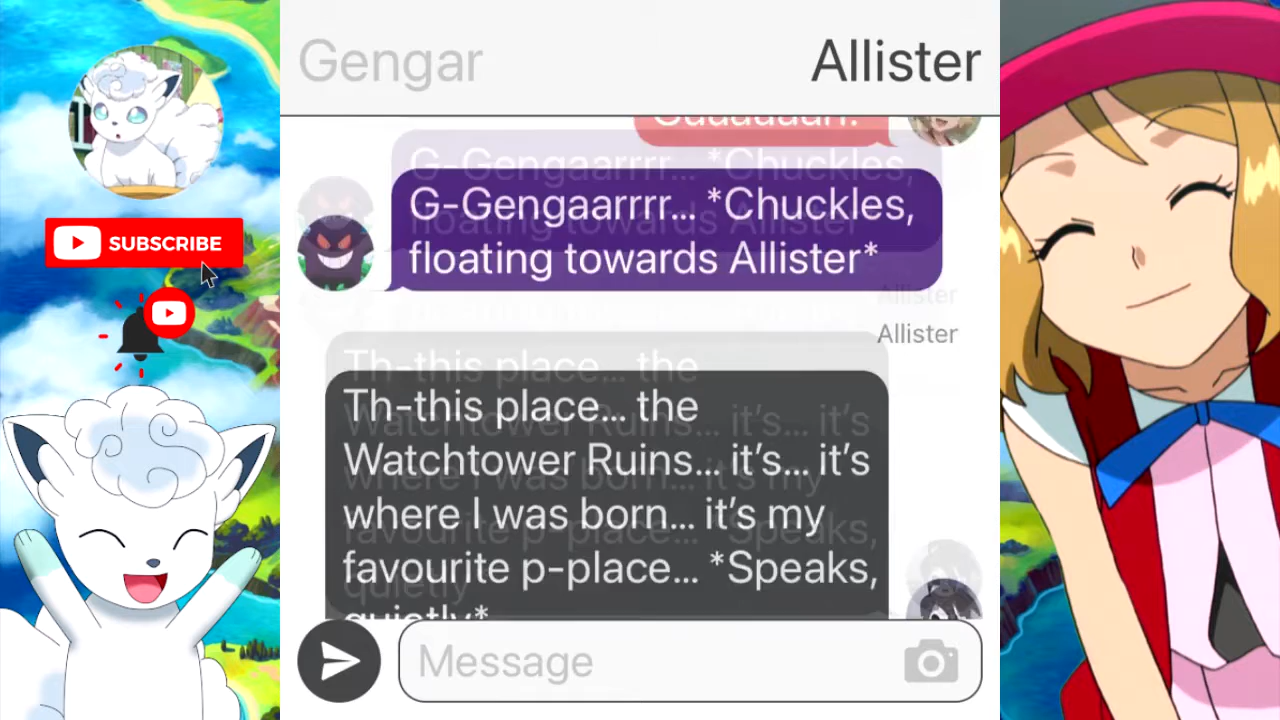 Gengar
Allister
SUBSCRIBE
G-Gengaarrrr... *Chuckles,
floating towards Allister*
Allister
Th-this place... the
Watchtower Ruins... it’s... it’s
where I was born... it’s my
favourite p-place... *Speaks,
quietly*
Message